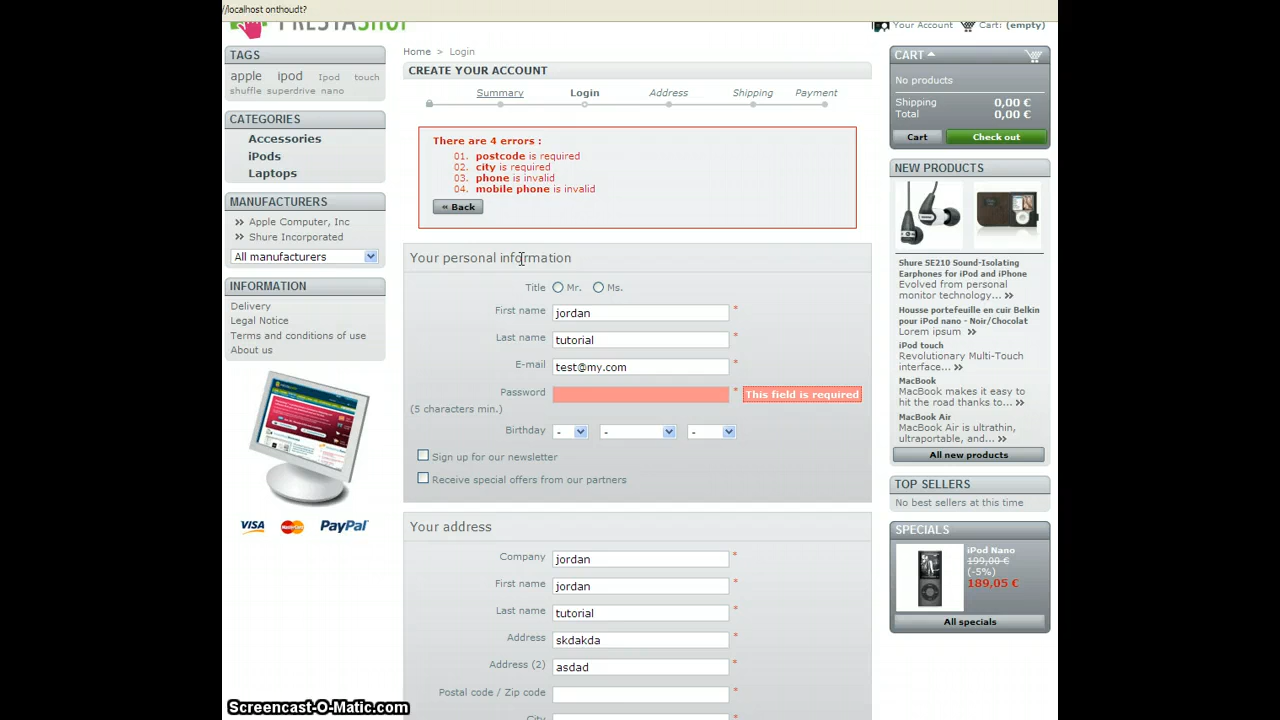 //localhost onthoudt?
PRESTASHOP
Your Account Cart: (empty)
TAGS
apple ipod Ipod touch
shuffle superdrive nano
CATEGORIES
Accessories
iPods
Laptops
MANUFACTURERS
Apple Computer, Inc
Shure Incorporated
All manufacturers
INFORMATION
Delivery
Legal Notice
Terms and conditions of use
About us
VISA MasterCard PayPal
Home > Login
CREATE YOUR ACCOUNT
Summary Login Address Shipping Payment
There are 4 errors :
01. postcode is required
02. city is required
03. phone is invalid
04. mobile phone is invalid
« Back
Your personal information
Title Mr. Ms.
First name jordan *
Last name tutorial *
E-mail test@my.com *
Password * This field is required
(5 characters min.)
Birthday - - -
Sign up for our newsletter
Receive special offers from our partners
Your address
Company jordan *
First name jordan *
Last name tutorial *
Address skdakda *
Address (2) asdad *
Postal code / Zip code *
City *
CART
No products
Shipping 0,00 €
Total 0,00 €
Cart Check out
NEW PRODUCTS
Shure SE210 Sound-Isolating
Earphones for iPod and iPhone
Evolved from personal
monitor technology... »
Housse portefeuille en cuir Belkin
pour iPod nano - Noir/Chocolat
Lorem ipsum »
iPod touch
Revolutionary Multi-Touch
interface... »
MacBook
MacBook makes it easy to
hit the road thanks to... »
MacBook Air
MacBook Air is ultrathin,
ultraportable, and... »
All new products
TOP SELLERS
No best sellers at this time
SPECIALS
iPod Nano
199,00 €
(-5%)
189,05 €
All specials
Screencast-O-Matic.com